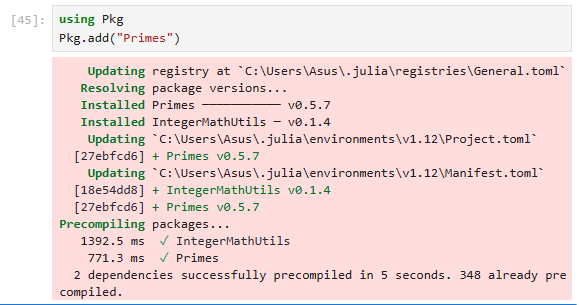 [45]: using Pkg
Pkg.add("Primes")
Updating registry at `C:\Users\Asus\.julia\registries\General.toml`
Resolving package versions...
Installed Primes ─────────── v0.5.7
Installed IntegerMathUtils ─ v0.1.4
Updating `C:\Users\Asus\.julia\environments\v1.12\Project.toml`
[27ebfcd6] + Primes v0.5.7
Updating `C:\Users\Asus\.julia\environments\v1.12\Manifest.toml`
[18e54dd8] + IntegerMathUtils v0.1.4
[27ebfcd6] + Primes v0.5.7
Precompiling packages...
1392.5 ms ✓ IntegerMathUtils
771.3 ms ✓ Primes
2 dependencies successfully precompiled in 5 seconds. 348 already pre
compiled.